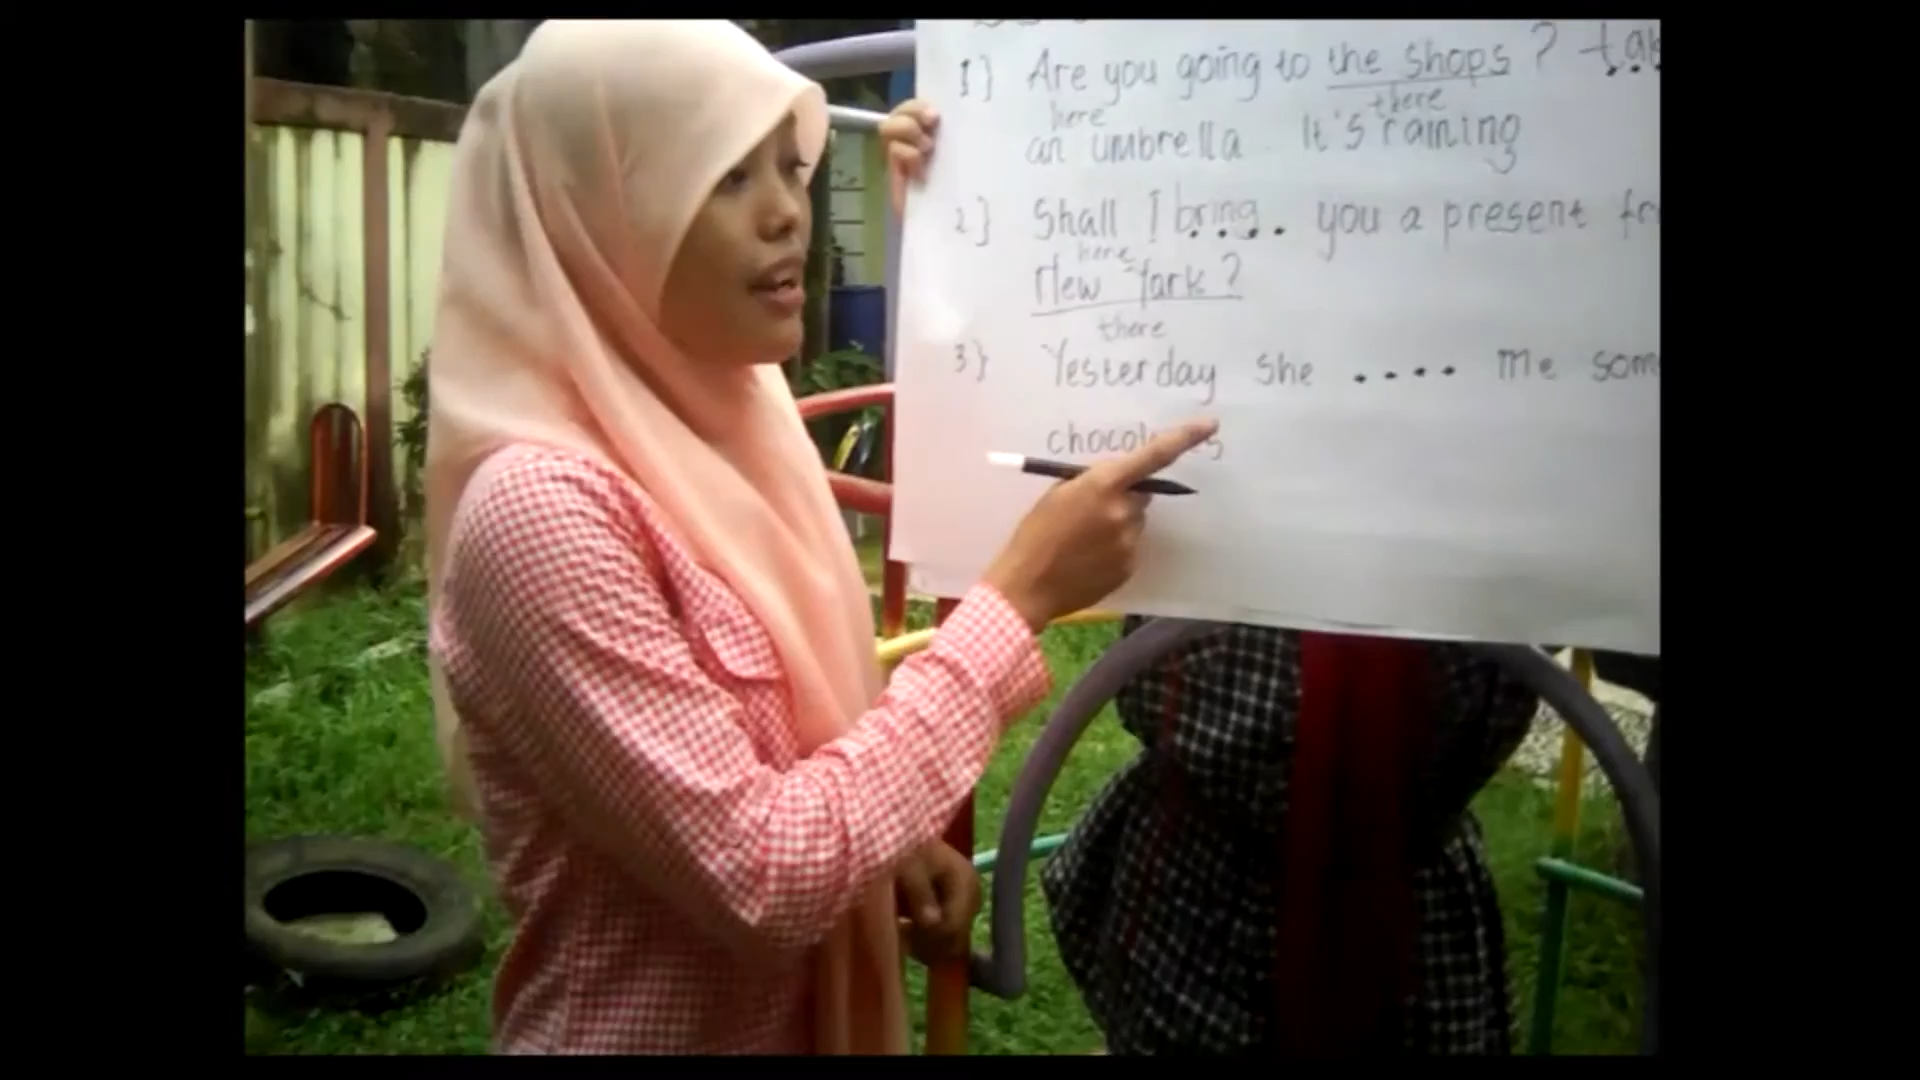 1} Are you going to the shops ? tak
here there
an umbrella . It's raining
2} Shall I bring.... you a present fr
here
New York ?
there
3} Yesterday she .... me som